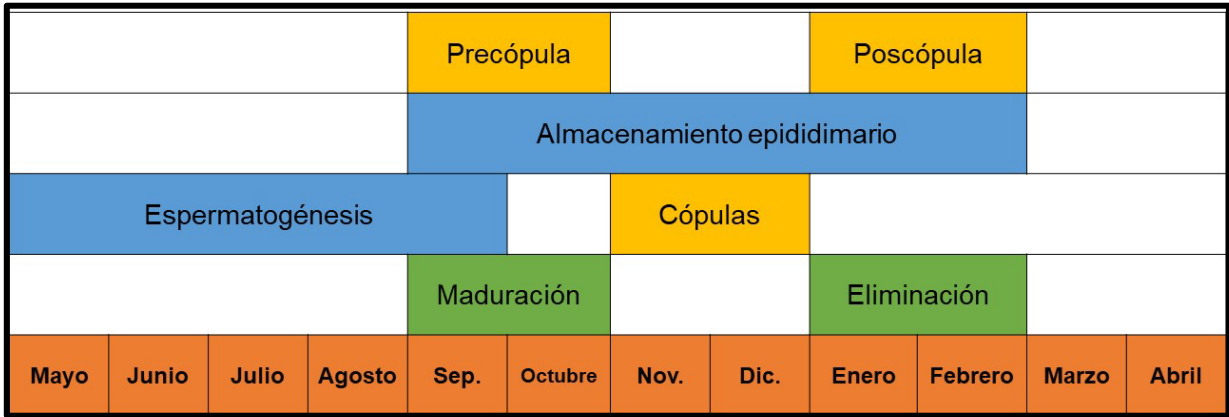 Precópula Poscópula
Almacenamiento epididimario
Espermatogénesis Cópulas
Maduración Eliminación
Mayo Junio Julio Agosto Sep. Octubre Nov. Dic. Enero Febrero Marzo Abril